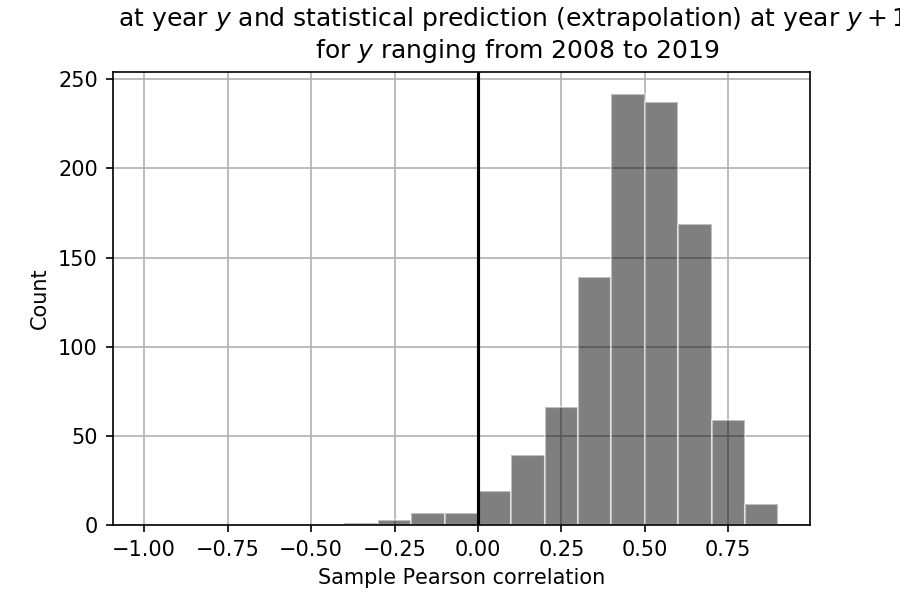 at year y and statistical prediction (extrapolation) at year y + 1
for y ranging from 2008 to 2019
250
200
150
100
50
0
Count
−1.00 −0.75 −0.50 −0.25 0.00 0.25 0.50 0.75
Sample Pearson correlation